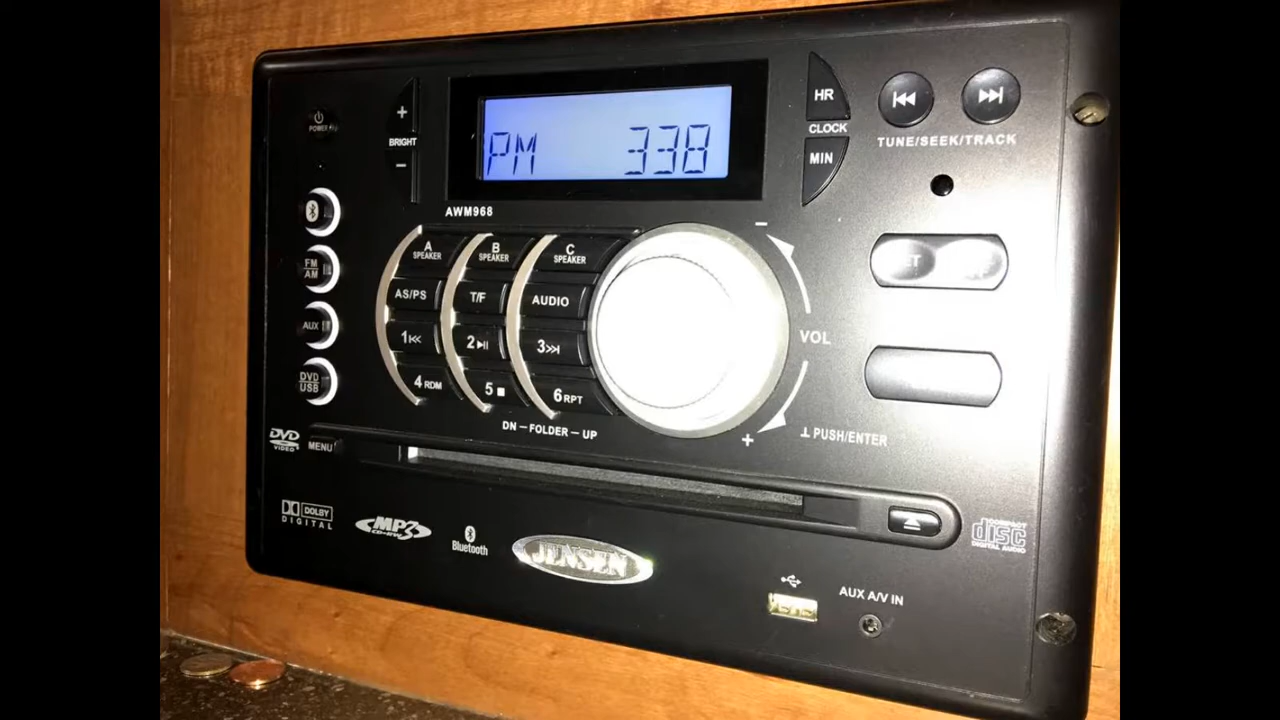 POWER
+
BRIGHT
−
PM 338
HR
CLOCK
MIN
TUNE/SEEK/TRACK
AWM968
A SPEAKER
B SPEAKER
C SPEAKER
FM AM
AS/PS
T/F
AUDIO
AUX
1
2
3
DVD USB
4 RDM
5
6 RPT
−
VOL
+
PUSH/ENTER
DN – FOLDER – UP
DVD VIDEO
MENU
DOLBY DIGITAL
MP3
Bluetooth
JENSEN
AUX A/V IN
COMPACT disc DIGITAL AUDIO